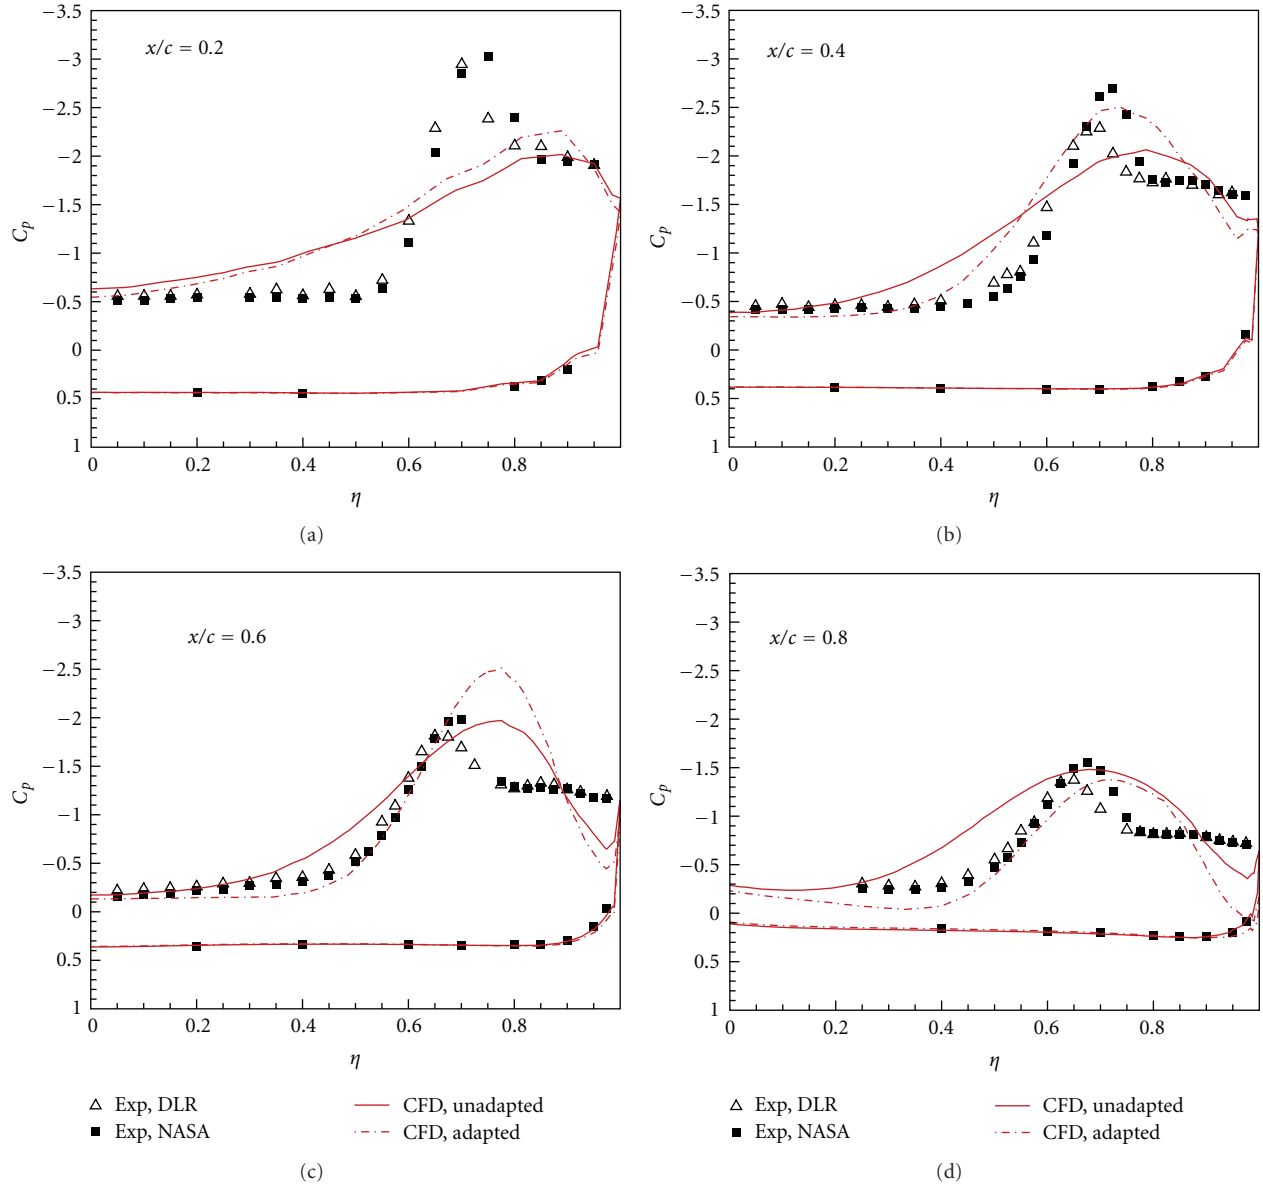 −3.5
−3
−2.5
−2
−1.5
−1
−0.5
0
0.5
1
Cp
x/c = 0.2
0 0.2 0.4 0.6 0.8
η
(a)
−3.5
−3
−2.5
−2
−1.5
−1
−0.5
0
0.5
1
Cp
x/c = 0.4
0 0.2 0.4 0.6 0.8
η
(b)
−3.5
−3
−2.5
−2
−1.5
−1
−0.5
0
0.5
1
Cp
x/c = 0.6
0 0.2 0.4 0.6 0.8
η
Exp, DLR
Exp, NASA
CFD, unadapted
CFD, adapted
(c)
−3.5
−3
−2.5
−2
−1.5
−1
−0.5
0
0.5
1
Cp
x/c = 0.8
0 0.2 0.4 0.6 0.8
η
Exp, DLR
Exp, NASA
CFD, unadapted
CFD, adapted
(d)